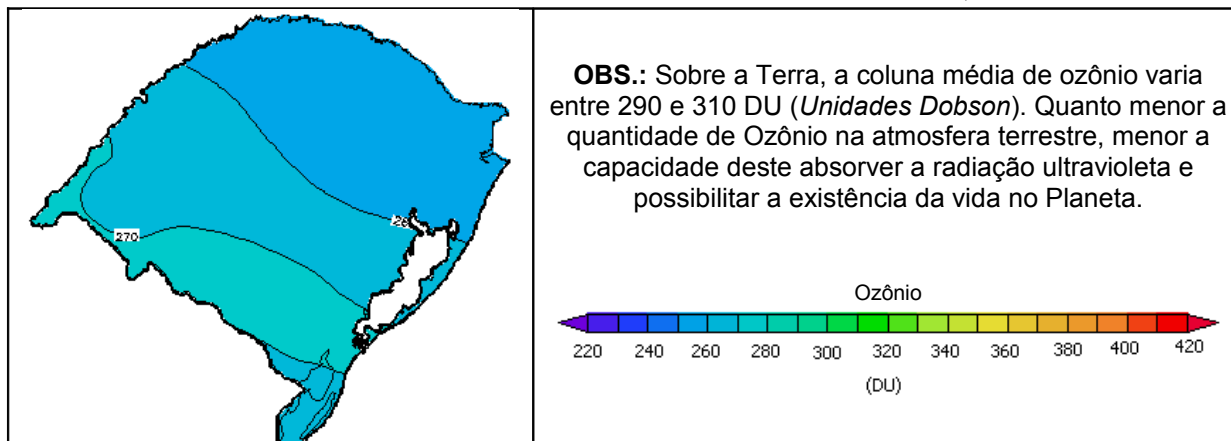 OBS.: Sobre a Terra, a coluna média de ozônio varia
entre 290 e 310 DU (Unidades Dobson). Quanto menor a
quantidade de Ozônio na atmosfera terrestre, menor a
capacidade deste absorver a radiação ultravioleta e
possibilitar a existência da vida no Planeta.
270
Ozônio
220 240 260 280 300 320 340 360 380 400 420
(DU)